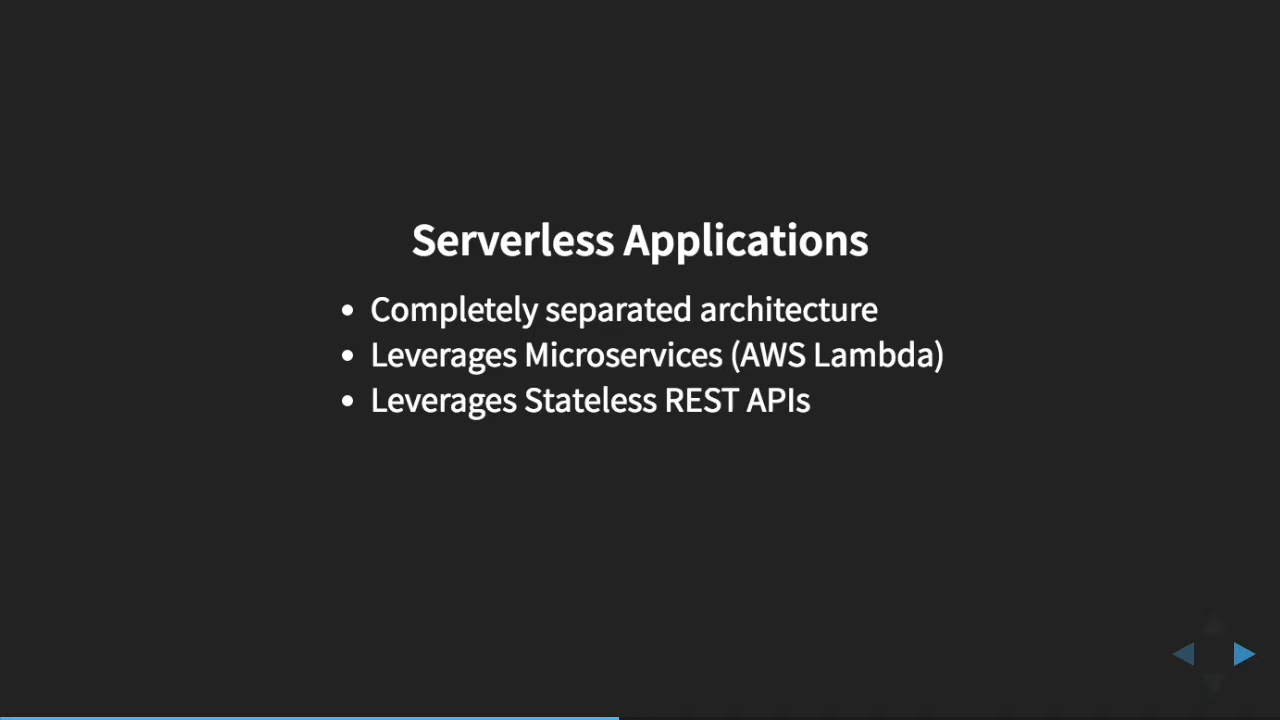 Serverless Applications
• Completely separated architecture
• Leverages Microservices (AWS Lambda)
• Leverages Stateless REST APIs